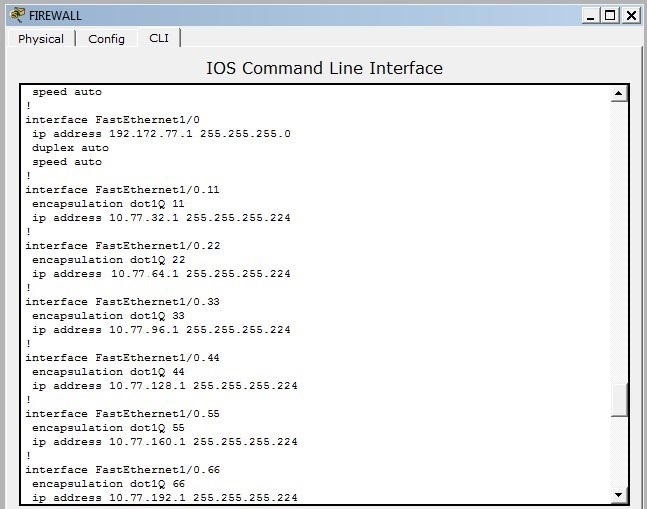 FIREWALL
Physical Config CLI
IOS Command Line Interface
speed auto
!
interface FastEthernet1/0
ip address 192.172.77.1 255.255.255.0
duplex auto
speed auto
!
interface FastEthernet1/0.11
encapsulation dot1Q 11
ip address 10.77.32.1 255.255.255.224
!
interface FastEthernet1/0.22
encapsulation dot1Q 22
ip address 10.77.64.1 255.255.255.224
!
interface FastEthernet1/0.33
encapsulation dot1Q 33
ip address 10.77.96.1 255.255.255.224
!
interface FastEthernet1/0.44
encapsulation dot1Q 44
ip address 10.77.128.1 255.255.255.224
!
interface FastEthernet1/0.55
encapsulation dot1Q 55
ip address 10.77.160.1 255.255.255.224
!
interface FastEthernet1/0.66
encapsulation dot1Q 66
ip address 10.77.192.1 255.255.255.224